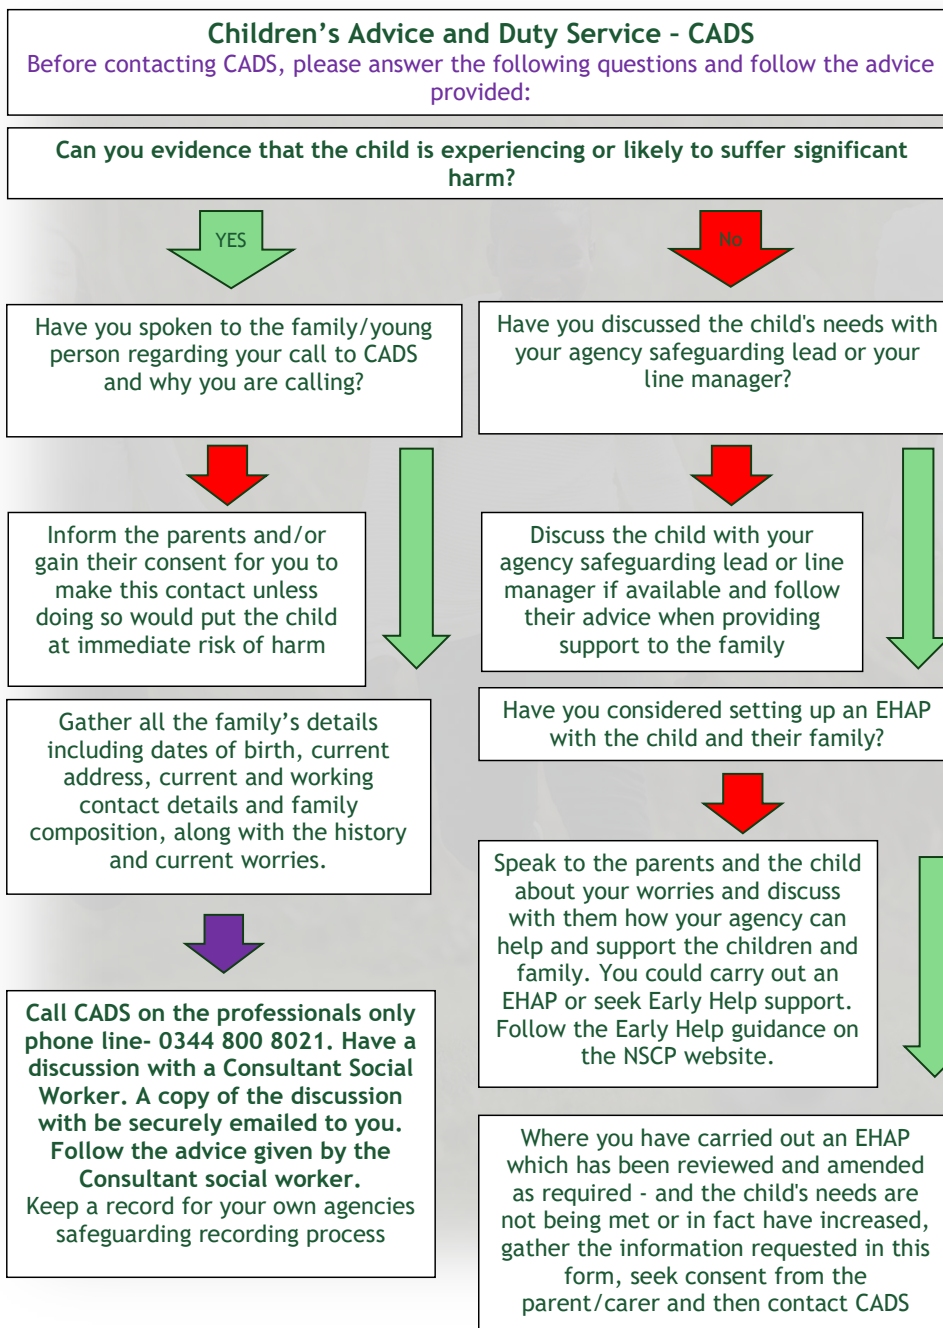 Children’s Advice and Duty Service – CADS
Before contacting CADS, please answer the following questions and follow the advice
provided:
Can you evidence that the child is experiencing or likely to suffer significant
harm?
YES
No
Have you spoken to the family/young
person regarding your call to CADS
and why you are calling?
Have you discussed the child's needs with
your agency safeguarding lead or your
line manager?
Inform the parents and/or
gain their consent for you to
make this contact unless
doing so would put the child
at immediate risk of harm
Discuss the child with your
agency safeguarding lead or line
manager if available and follow
their advice when providing
support to the family
Gather all the family’s details
including dates of birth, current
address, current and working
contact details and family
composition, along with the history
and current worries.
Have you considered setting up an EHAP
with the child and their family?
Speak to the parents and the child
about your worries and discuss
with them how your agency can
help and support the children and
family. You could carry out an
EHAP or seek Early Help support.
Follow the Early Help guidance on
the NSCP website.
Call CADS on the professionals only
phone line- 0344 800 8021. Have a
discussion with a Consultant Social
Worker. A copy of the discussion
with be securely emailed to you.
Follow the advice given by the
Consultant social worker.
Keep a record for your own agencies
safeguarding recording process
Where you have carried out an EHAP
which has been reviewed and amended
as required - and the child's needs are
not being met or in fact have increased,
gather the information requested in this
form, seek consent from the
parent/carer and then contact CADS